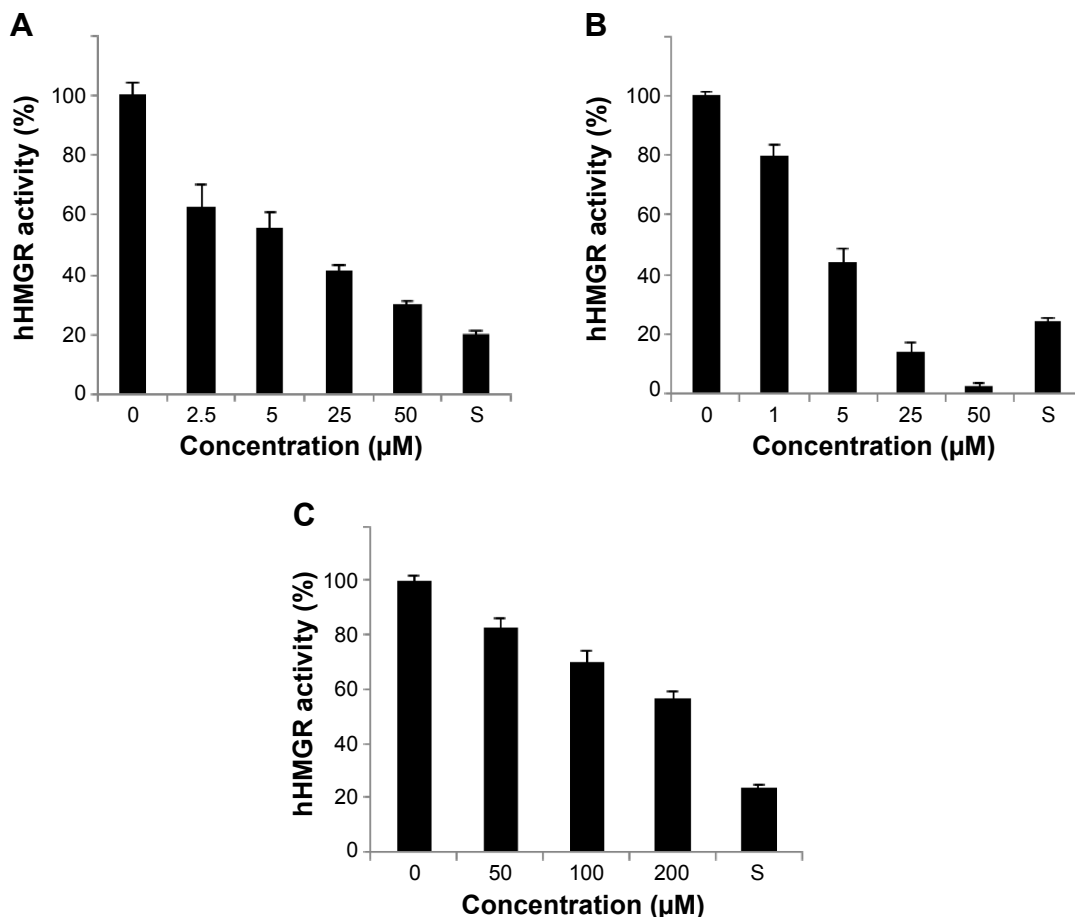 A
hHMGR activity (%)
100
80
60
40
20
0
0 2.5 5 25 50 S
Concentration (µM)
B
hHMGR activity (%)
100
80
60
40
20
0
0 1 5 25 50 S
Concentration (µM)
C
hHMGR activity (%)
100
80
60
40
20
0
0 50 100 200 S
Concentration (µM)